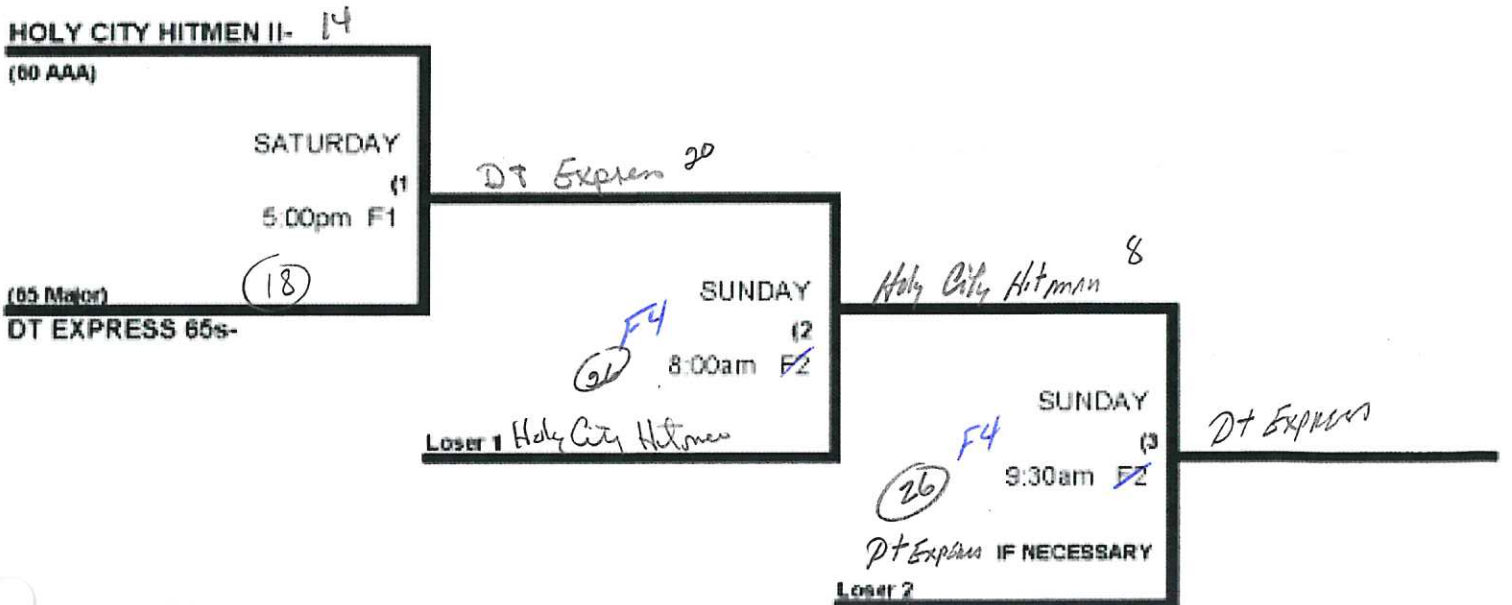 HOLY CITY HITMEN II- 14
(60 AAA)
SATURDAY
(1
5:00pm F1
(65 Major) 18
DT EXPRESS 65s-
DT Express 20
SUNDAY
(2
F4
8:00am F2
Loser 1 Holy City Hitmen
Holy City Hitman 8
SUNDAY
(3
F4
9:30am F2
26
Dt Express IF NECESSARY
Loser 2
Dt Express